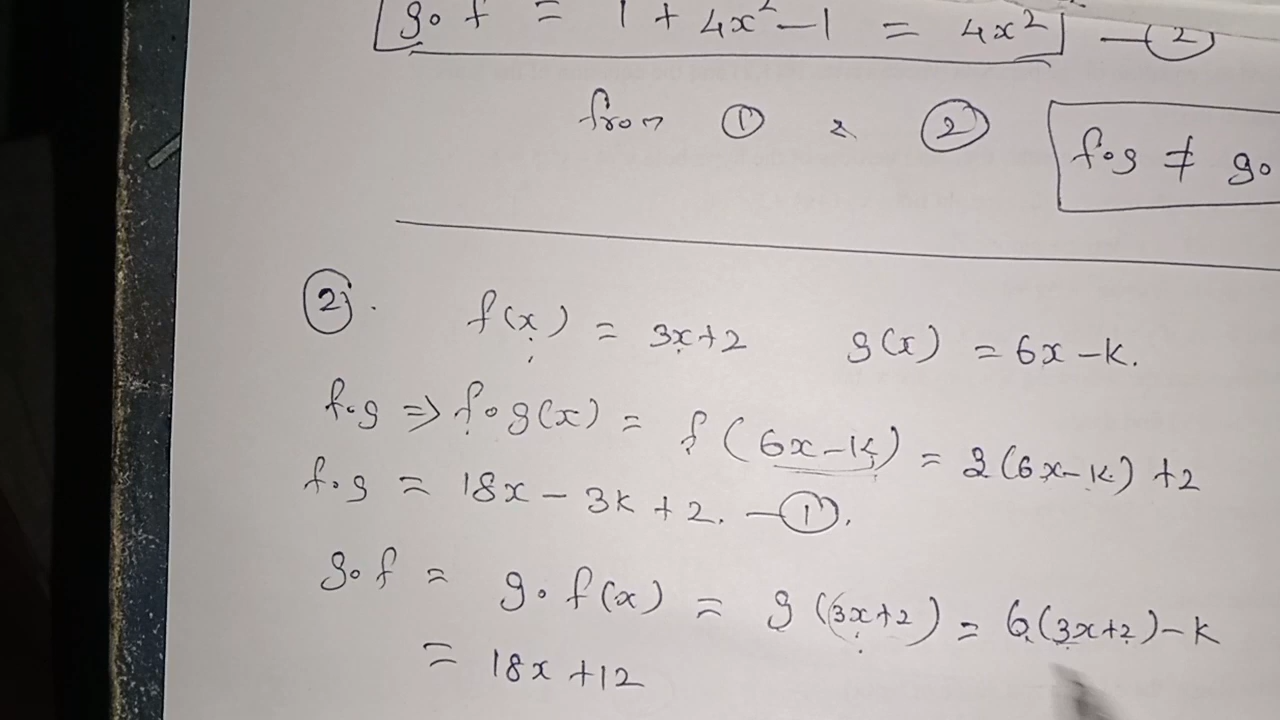 g∘f = 1 + 4x² − 1 = 4x² — ②
from ① & ② f∘g ≠ g∘
②. f(x) = 3x+2 g(x) = 6x − k.
f∘g ⇒ f∘g(x) = f(6x−k) = 3(6x−k) +2
f∘g = 18x − 3k + 2. — ①.
g∘f = g∘f(x) = g(3x+2) = 6(3x+2)−k
= 18x +12